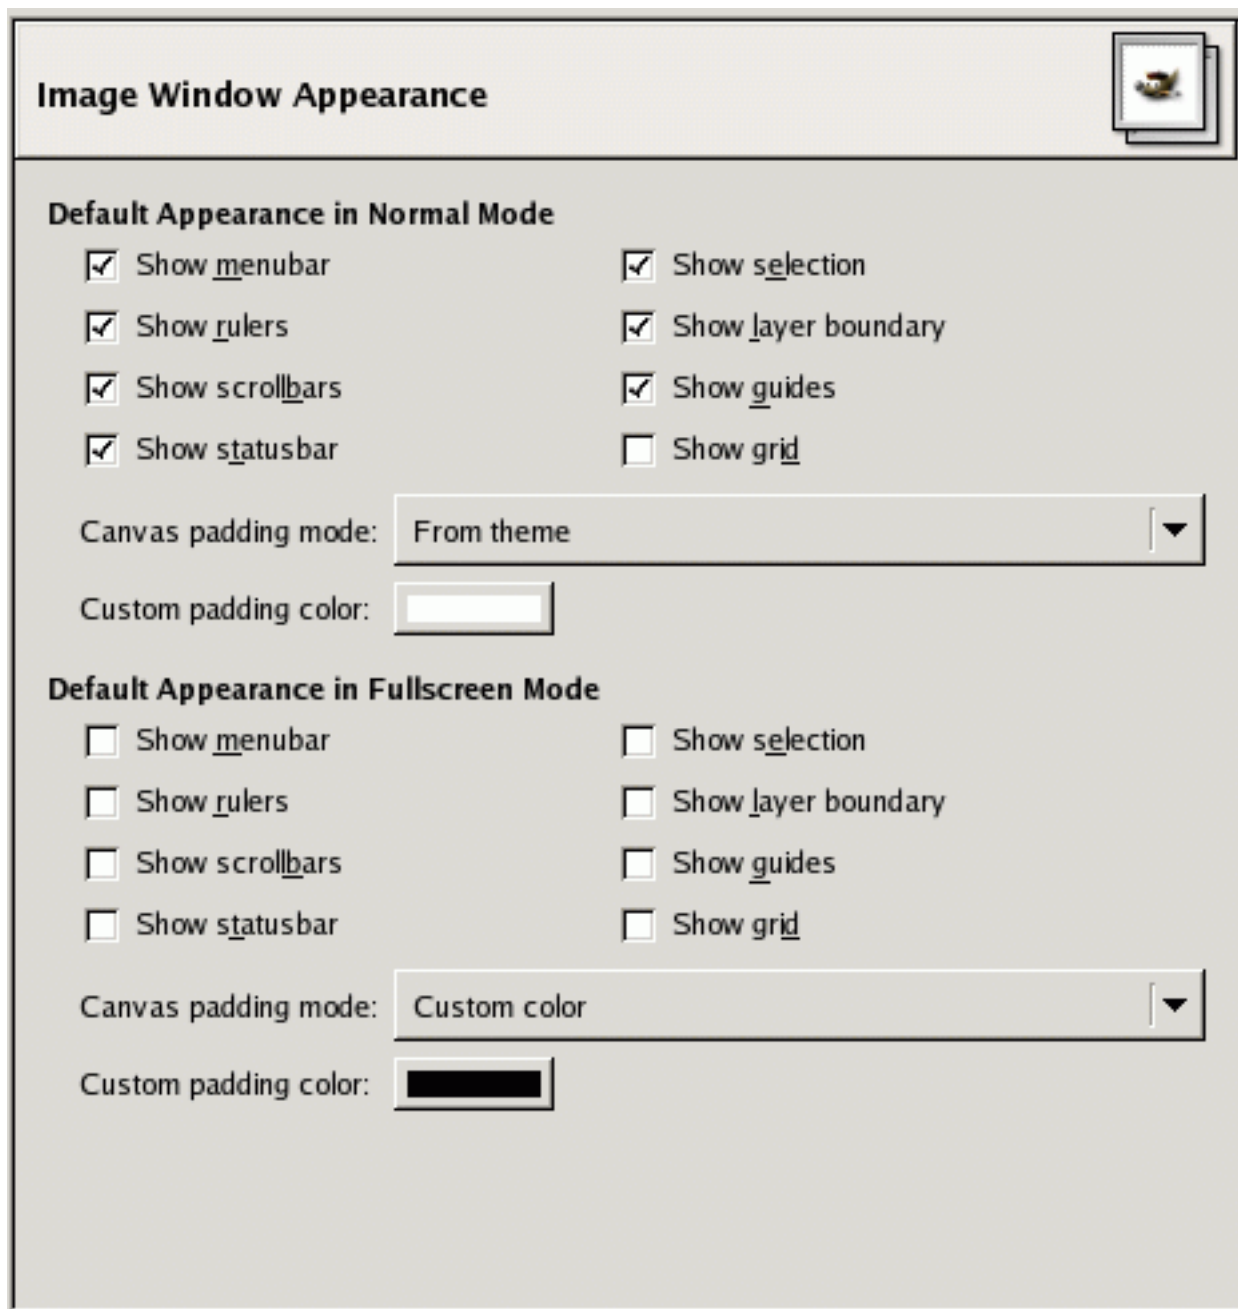 Image Window Appearance
Default Appearance in Normal Mode
Show menubar
Show selection
Show rulers
Show layer boundary
Show scrollbars
Show guides
Show statusbar
Show grid
Canvas padding mode: From theme
Custom padding color:
Default Appearance in Fullscreen Mode
Show menubar
Show selection
Show rulers
Show layer boundary
Show scrollbars
Show guides
Show statusbar
Show grid
Canvas padding mode: Custom color
Custom padding color: